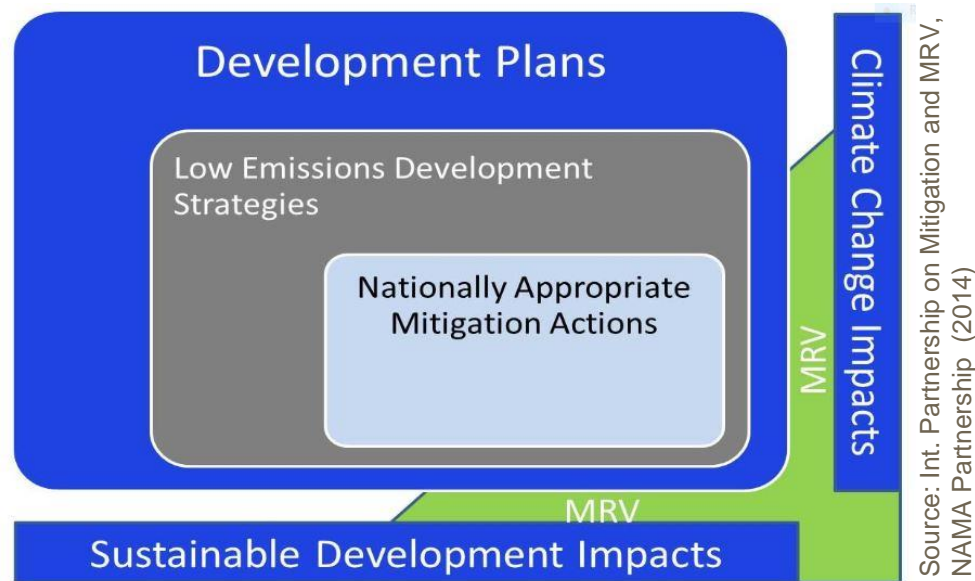 Development Plans
Low Emissions Development
Strategies
Nationally Appropriate
Mitigation Actions
MRV
Climate Change Impacts
MRV
Sustainable Development Impacts
Source: Int. Partnership on Mitigation and MRV,
NAMA Partnership (2014)